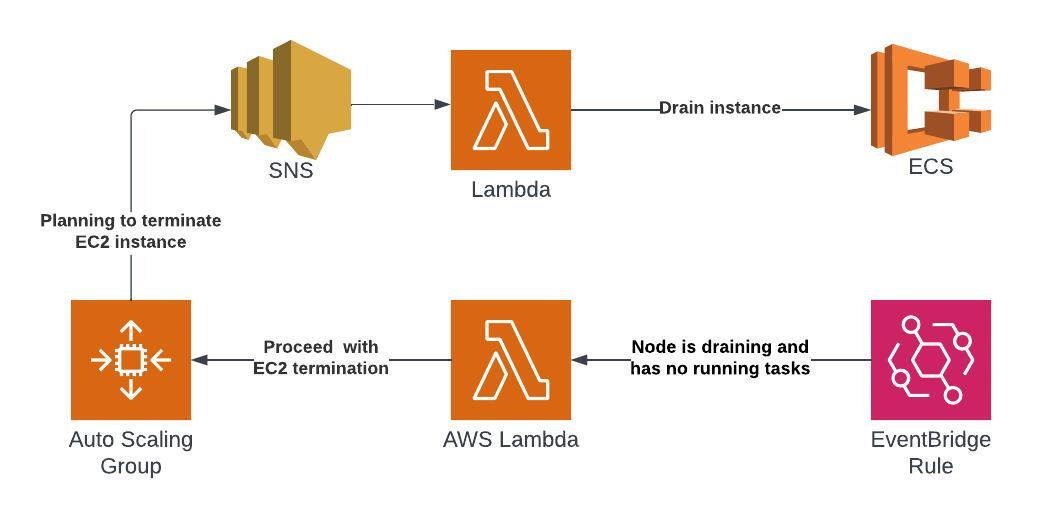 SNS
Lambda
Drain instance
ECS
Planning to terminate
EC2 instance
Proceed with
EC2 termination
Node is draining and
has no running tasks
Auto Scaling
Group
AWS Lambda
EventBridge
Rule